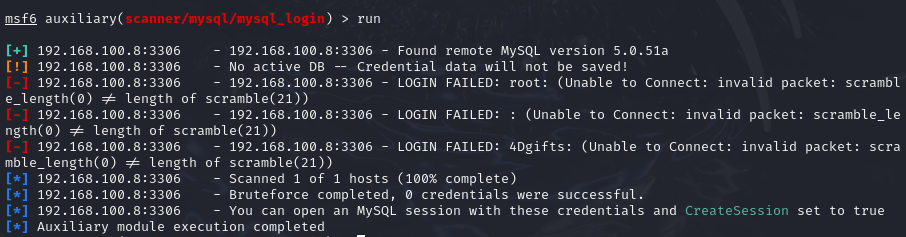 msf6 auxiliary(scanner/mysql/mysql_login) > run
[+] 192.168.100.8:3306    - 192.168.100.8:3306 - Found remote MySQL version 5.0.51a
[!] 192.168.100.8:3306    - No active DB -- Credential data will not be saved!
[-] 192.168.100.8:3306    - 192.168.100.8:3306 - LOGIN FAILED: root: (Unable to Connect: invalid packet: scrambl
e_length(0) ≠ length of scramble(21))
[-] 192.168.100.8:3306    - 192.168.100.8:3306 - LOGIN FAILED: : (Unable to Connect: invalid packet: scramble_le
ngth(0) ≠ length of scramble(21))
[-] 192.168.100.8:3306    - 192.168.100.8:3306 - LOGIN FAILED: 4Dgifts: (Unable to Connect: invalid packet: scra
mble_length(0) ≠ length of scramble(21))
[*] 192.168.100.8:3306    - Scanned 1 of 1 hosts (100% complete)
[*] 192.168.100.8:3306    - Bruteforce completed, 0 credentials were successful.
[*] 192.168.100.8:3306    - You can open an MySQL session with these credentials and CreateSession set to true
[*] Auxiliary module execution completed